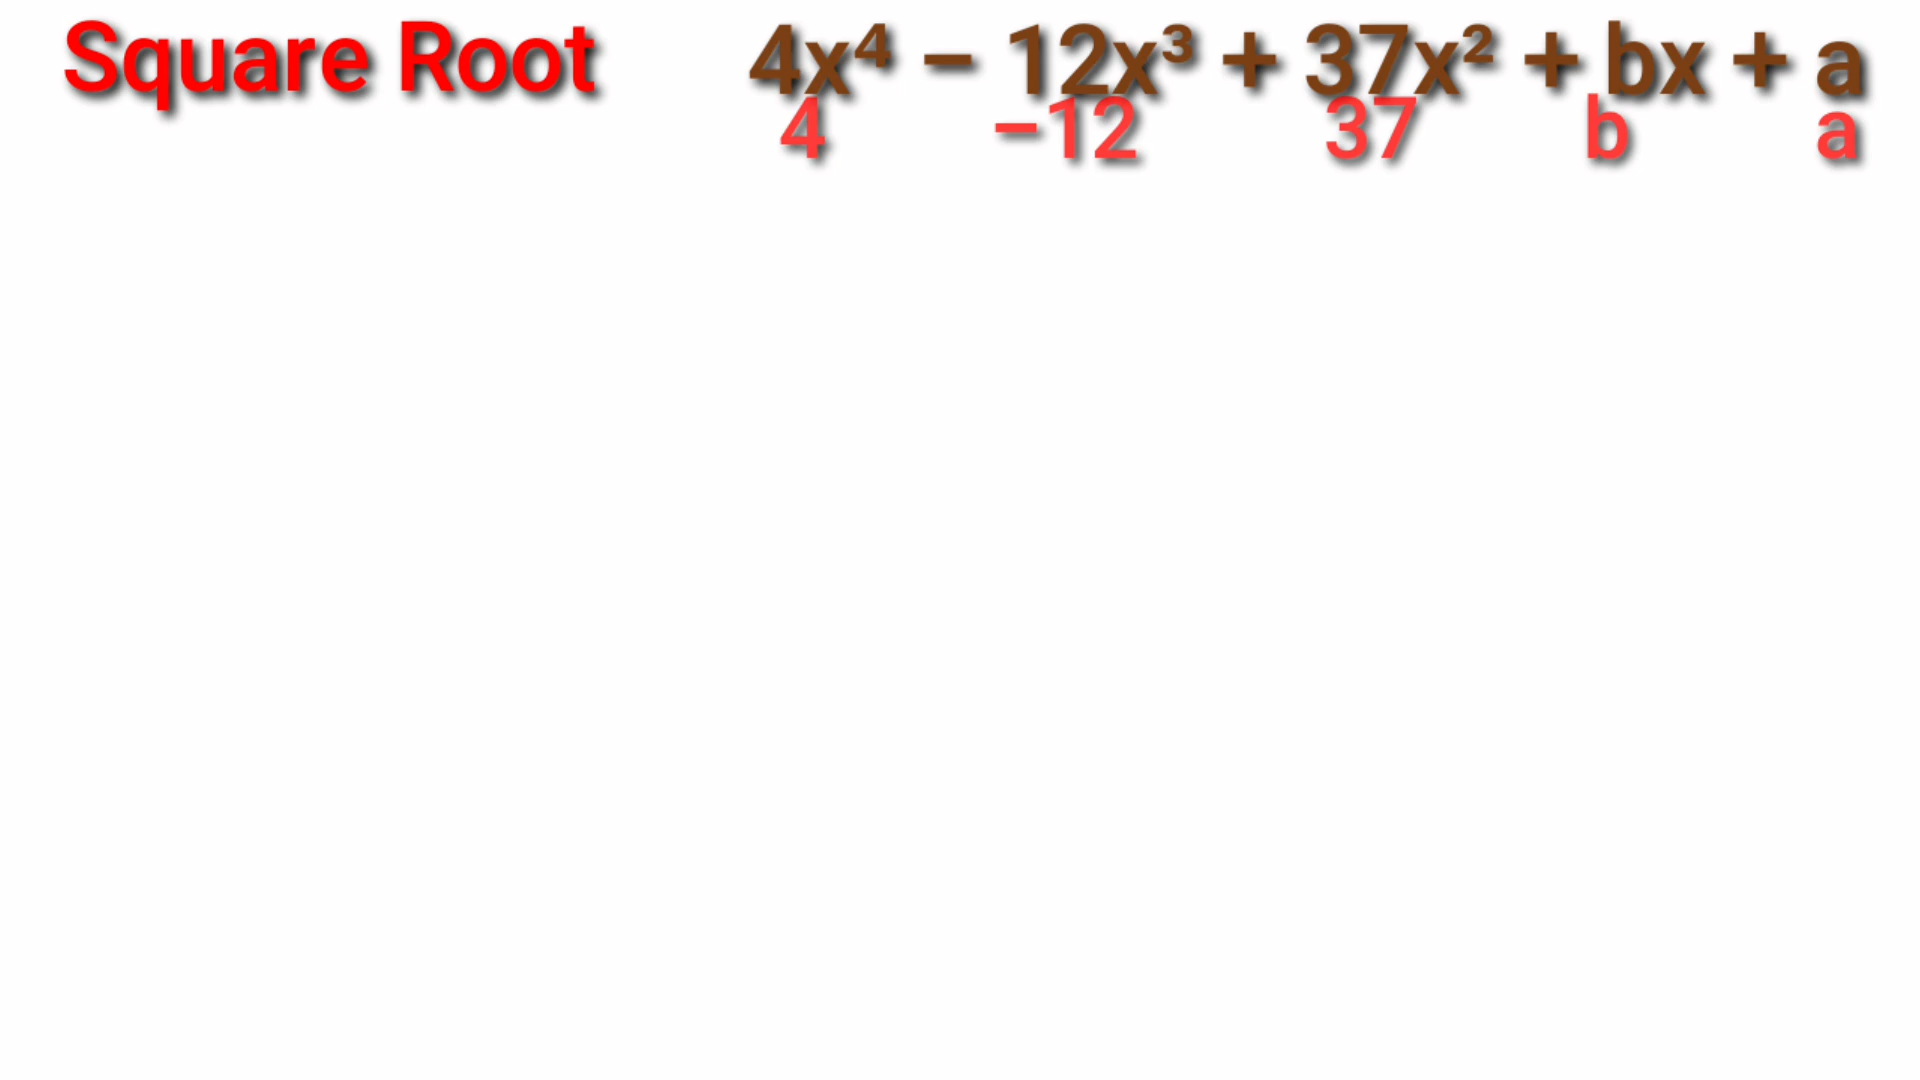 Square Root 4x⁴ – 12x³ + 37x² + bx + a
4 –12 37 b a